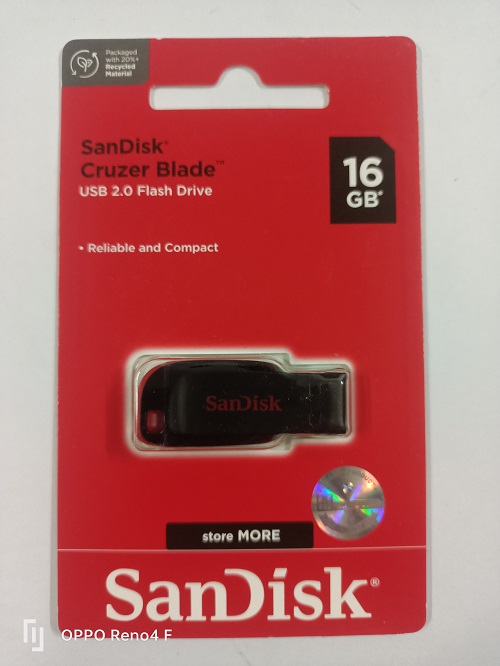 Packaged
with 20%+
Recycled
Material
SanDisk®
Cruzer Blade™
USB 2.0 Flash Drive
16
GB*
• Reliable and Compact
SanDisk
store MORE
SanDisk®
OPPO Reno4 F